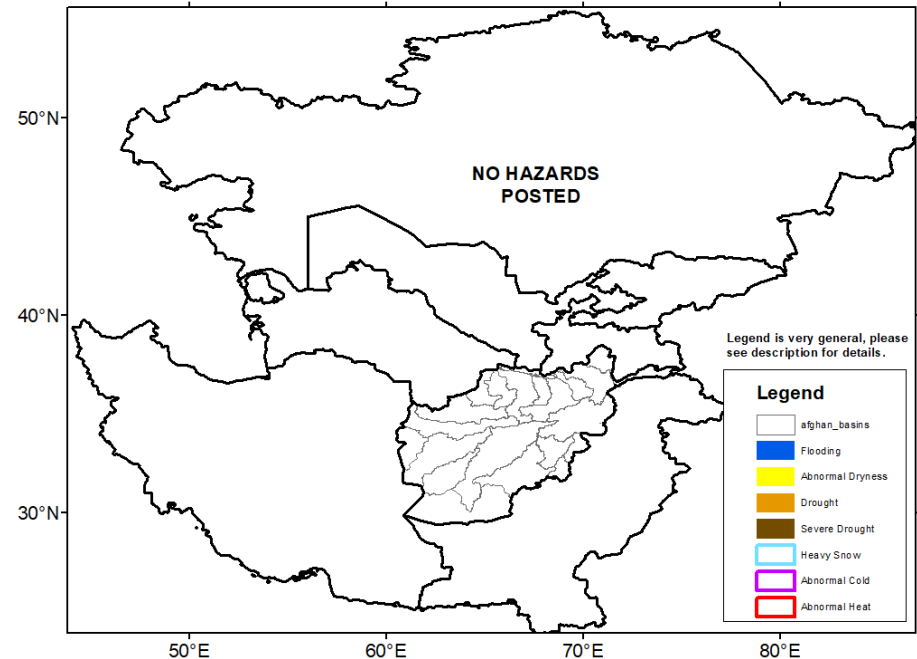 50°N
NO HAZARDS
POSTED
40°N
Legend is very general, please
see description for details.
Legend
afghan_basins
Flooding
Abnormal Dryness
Drought
Severe Drought
Heavy Snow
Abnormal Cold
Abnormal Heat
30°N
50°E
60°E
70°E
80°E